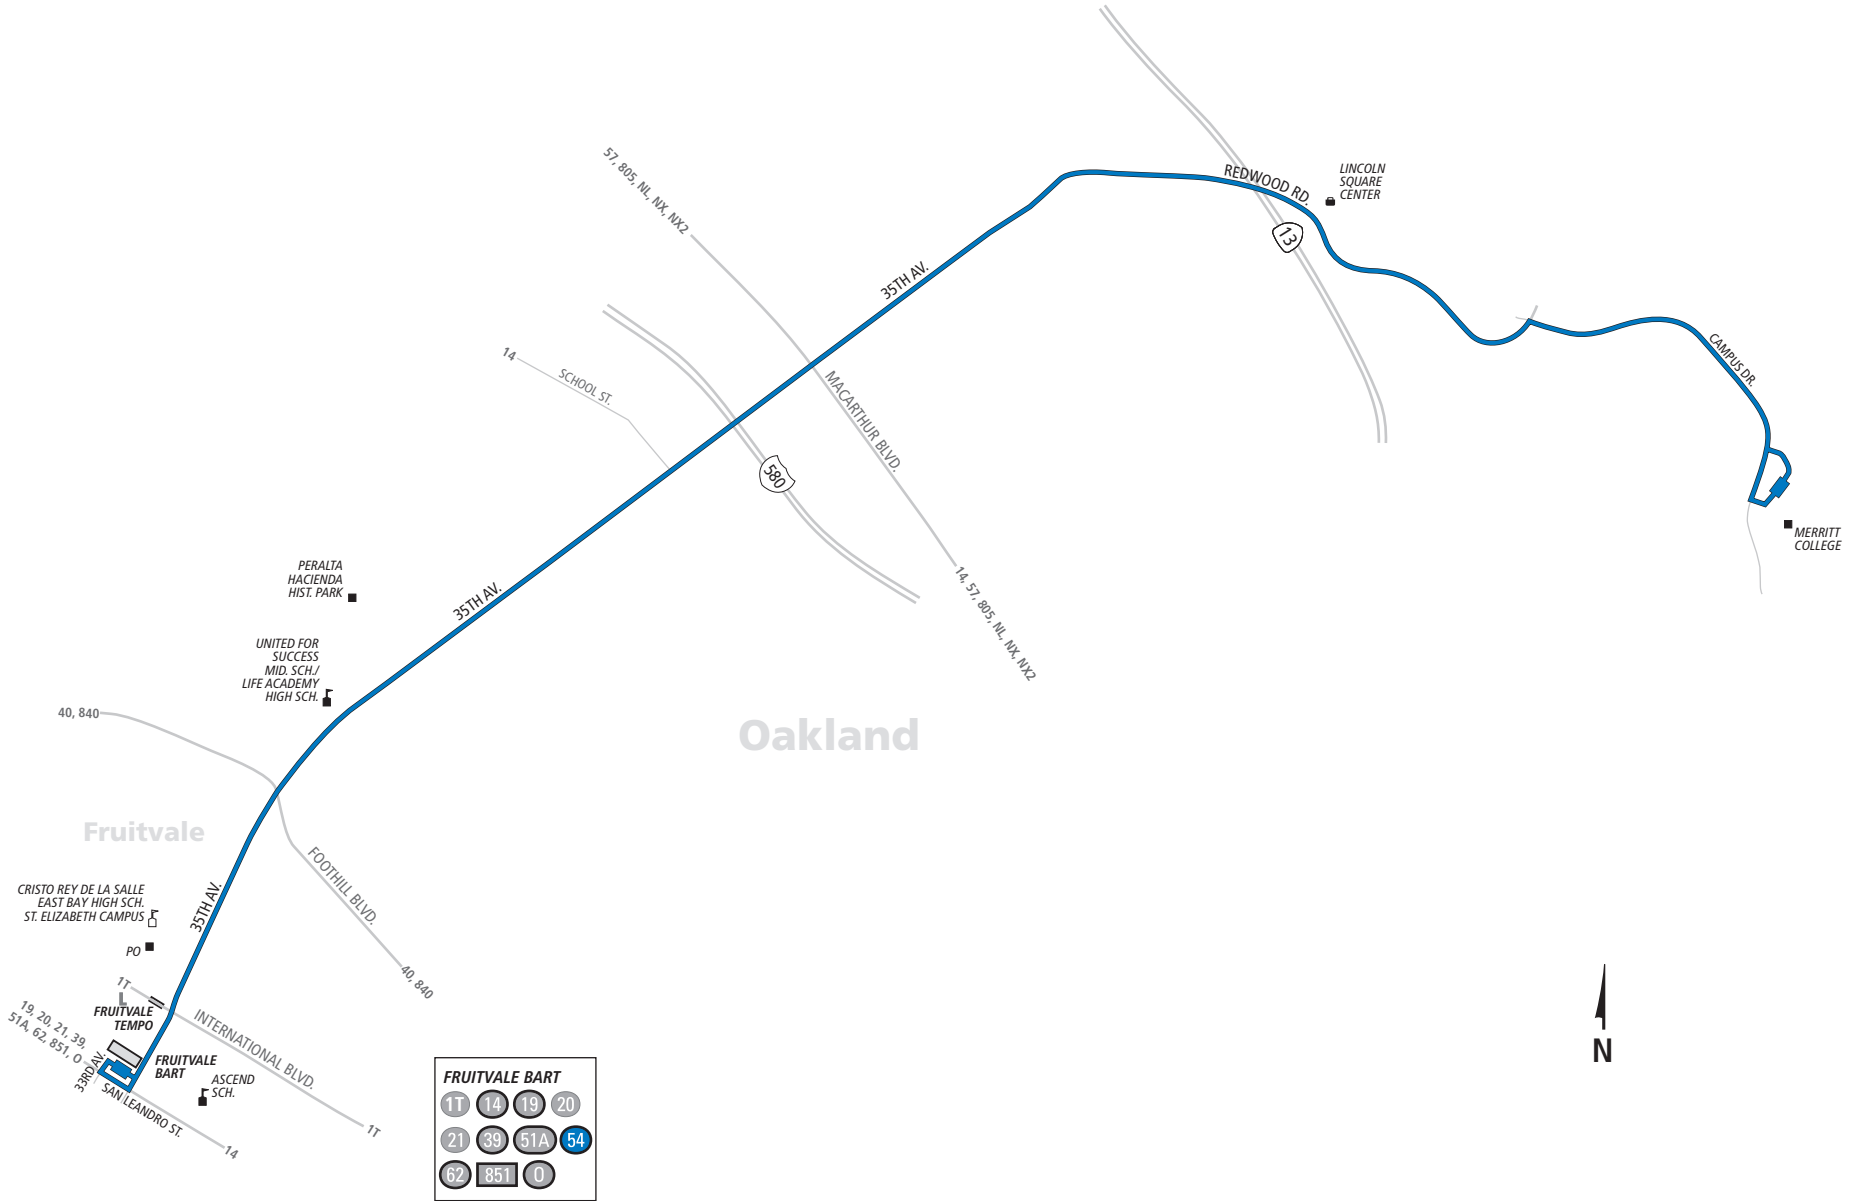 57, 805, NL, NX, NX2
REDWOOD RD.
LINCOLN
SQUARE
CENTER
13
35TH AV.
14
SCHOOL ST.
MACARTHUR BLVD.
CAMPUS DR.
580
MERRITT
COLLEGE
14, 57, 805, NL, NX, NX2
PERALTA
HACIENDA
HIST. PARK
35TH AV.
UNITED FOR
SUCCESS
MID. SCH./
LIFE ACADEMY
HIGH SCH.
40, 840
Oakland
Fruitvale
FOOTHILL BLVD.
40, 840
CRISTO REY DE LA SALLE
EAST BAY HIGH SCH.
ST. ELIZABETH CAMPUS
35TH AV.
PO
1T
L
FRUITVALE
TEMPO
19, 20, 21, 39,
51A, 62, 851, O
INTERNATIONAL BLVD.
33RD AV.
FRUITVALE
BART
SAN LEANDRO ST.
ASCEND
SCH.
1T
14
N
FRUITVALE BART
1T 14 19 20
21 39 51A 54
62 851 O